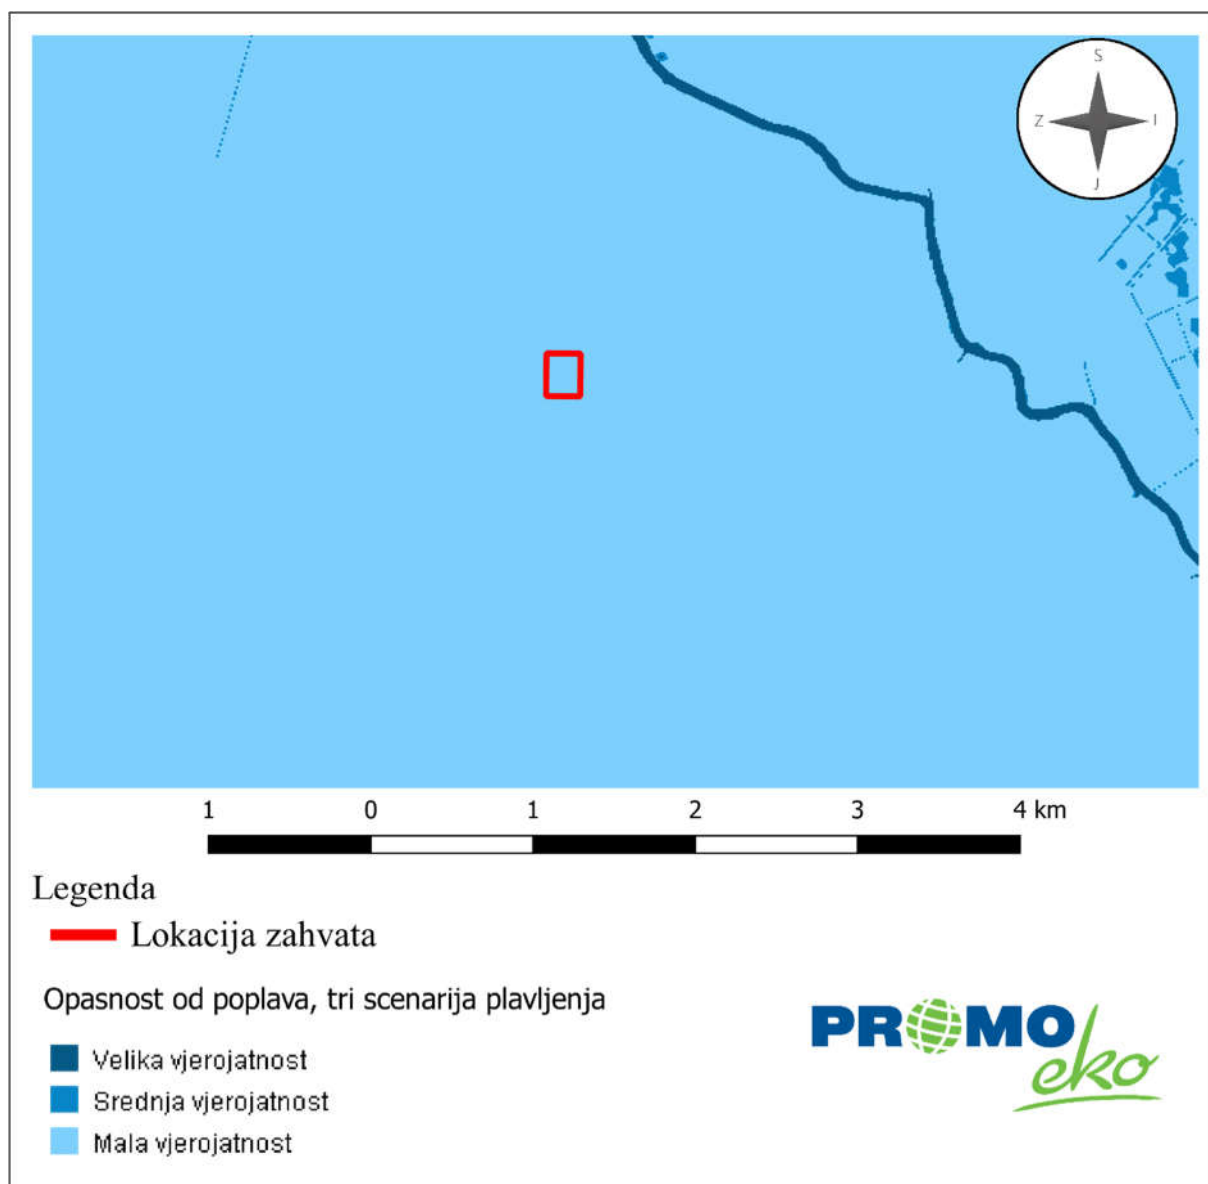 S
Z I
J
1 0 1 2 3 4 km
Legenda
Lokacija zahvata
Opasnost od poplava, tri scenarija plavljenja
Velika vjerojatnost
Srednja vjerojatnost
Mala vjerojatnost
PROMO
eko